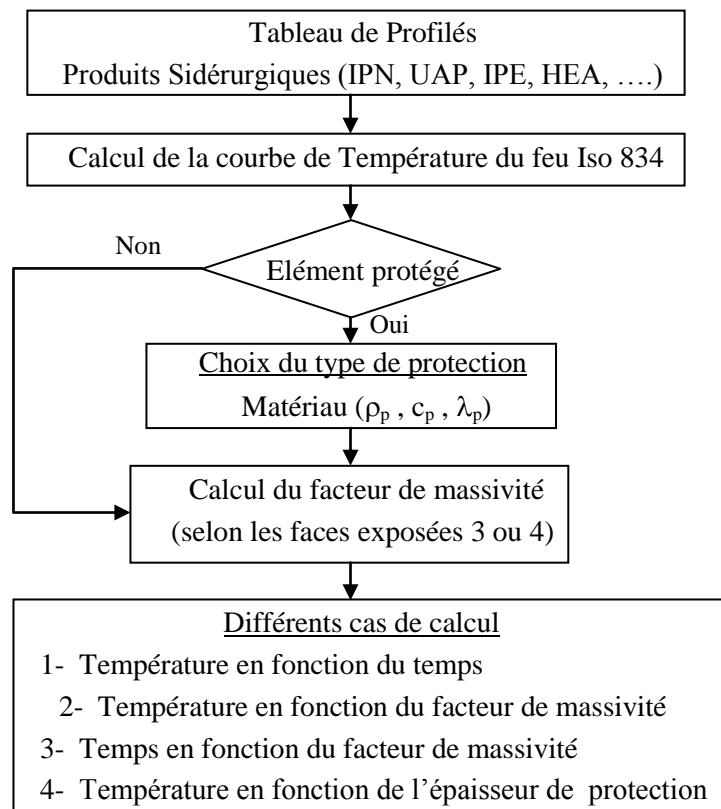 Tableau de Profilés
Produits Sidérurgiques (IPN, UAP, IPE, HEA, ….)
Calcul de la courbe de Température du feu Iso 834
Non
Elément protégé
Oui
Choix du type de protection
Matériau (ρp , cp , λp)
Calcul du facteur de massivité
(selon les faces exposées 3 ou 4)
Différents cas de calcul
1- Température en fonction du temps
2- Température en fonction du facteur de massivité
3- Temps en fonction du facteur de massivité
4- Température en fonction de l’épaisseur de protection